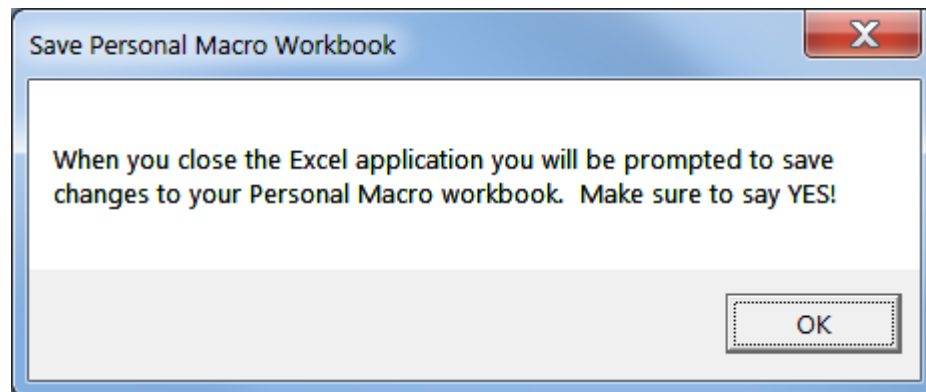 Save Personal Macro Workbook
When you close the Excel application you will be prompted to save
changes to your Personal Macro workbook.  Make sure to say YES!
OK